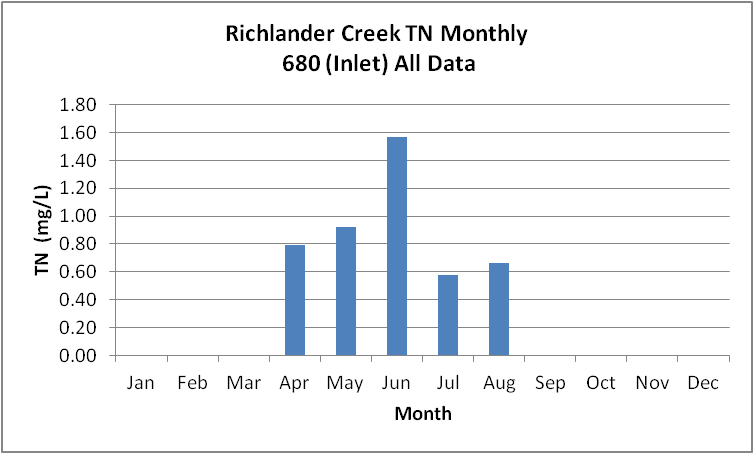 Richlander Creek TN Monthly
680 (Inlet) All Data
TN (mg/L)
1.80
1.60
1.40
1.20
1.00
0.80
0.60
0.40
0.20
0.00
Jan Feb Mar Apr May Jun Jul Aug Sep Oct Nov Dec
Month